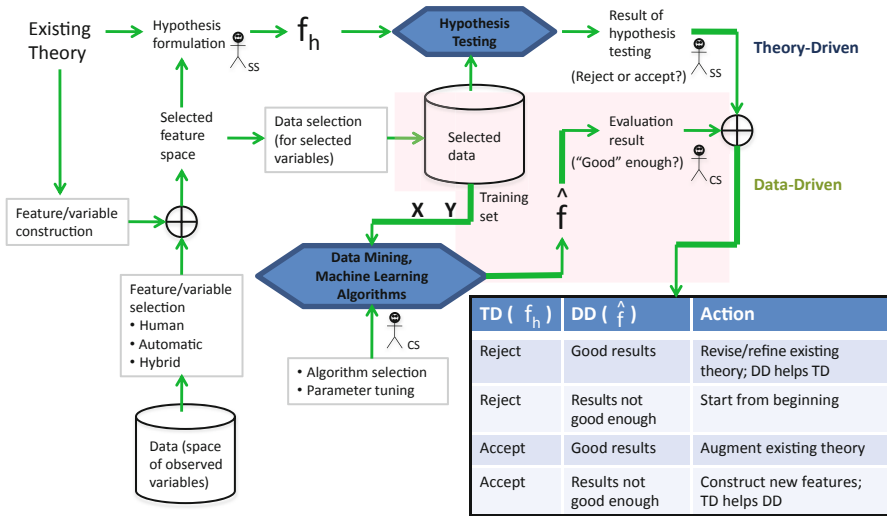 Existing
Theory
Hypothesis
formulation
SS
fh
Hypothesis
Testing
Result of
hypothesis
testing
(Reject or accept?)
SS
Theory-Driven
Selected
feature
space
Data selection
(for selected
variables)
Selected
data
Evaluation
result
("Good" enough?)
CS
Data-Driven
Feature/variable
construction
X Y
Training
set
f̂
Data Mining,
Machine Learning
Algorithms
CS
Feature/variable
selection
• Human
• Automatic
• Hybrid
• Algorithm selection
• Parameter tuning
Data (space
of observed
variables)
TD ( fh ) DD ( f̂ ) Action
Reject Good results Revise/refine existing
theory; DD helps TD
Reject Results not Start from beginning
good enough
Accept Good results Augment existing theory
Accept Results not Construct new features;
good enough TD helps DD